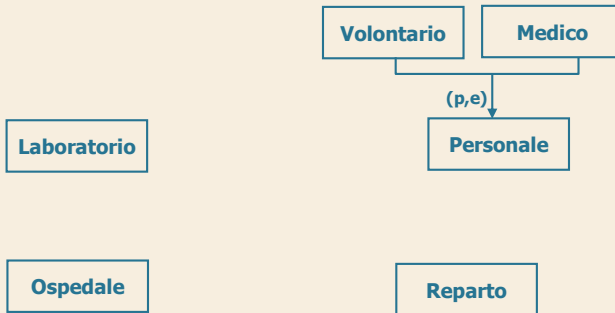 Volontario
Medico
(p,e)
Laboratorio
Personale
Ospedale
Reparto